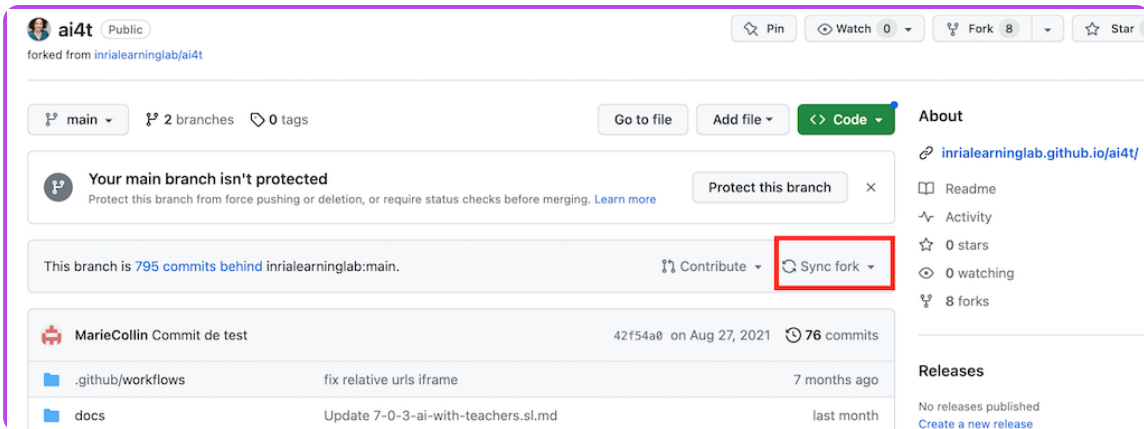 ai4t Public
Pin
Watch 0
Fork 8
Star
forked from inrialearninglab/ai4t
main
2 branches
0 tags
Go to file
Add file
<> Code
Your main branch isn't protected
Protect this branch from force pushing or deletion, or require status checks before merging. Learn more
Protect this branch
This branch is 795 commits behind inrialearninglab:main.
Contribute
Sync fork
MarieCollin Commit de test
42f54a0 on Aug 27, 2021
76 commits
.github/workflows
fix relative urls iframe
7 months ago
docs
Update 7-0-3-ai-with-teachers.sl.md
last month
About
inrialearninglab.github.io/ai4t/
Readme
Activity
0 stars
0 watching
8 forks
Releases
No releases published
Create a new release